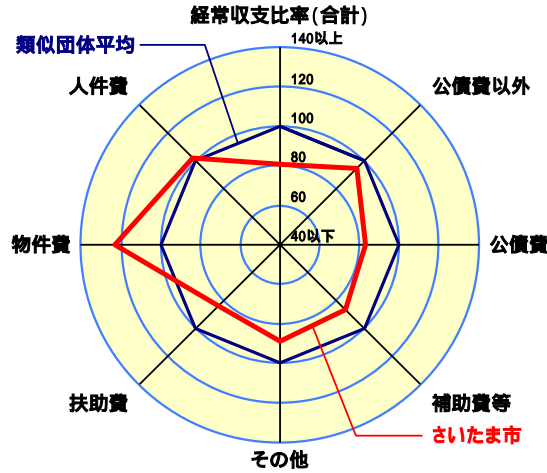 経常収支比率(合計)
140以上
類似団体平均
人件費
120
公債費以外
100
80
60
物件費
40以下
公債費
扶助費
補助費等
さいたま市
その他